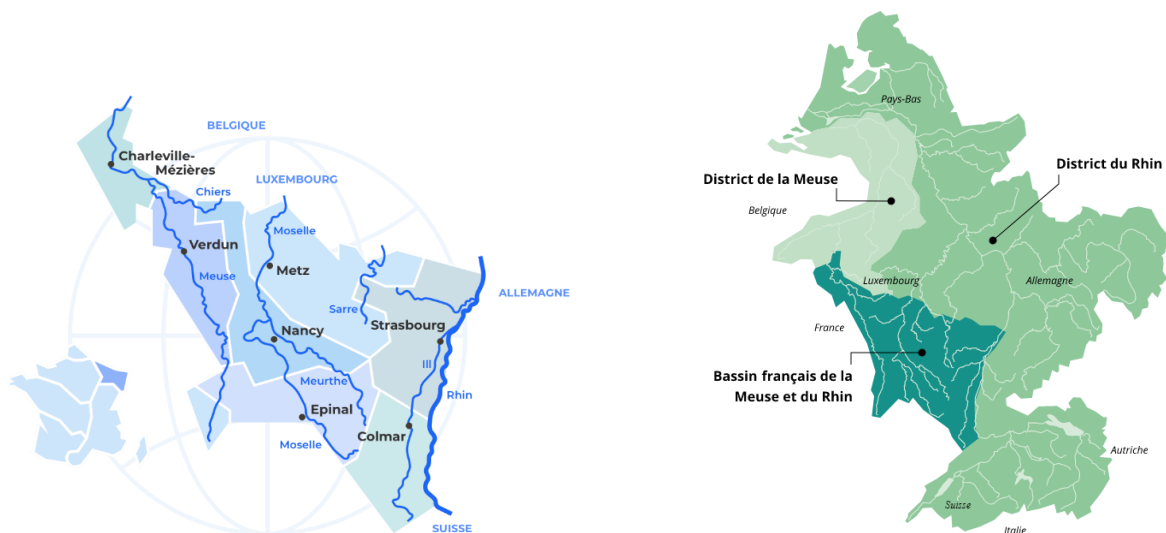 BELGIQUE
Charleville-
Mézières
LUXEMBOURG
Chiers
Moselle
Verdun
Metz
Meuse
ALLEMAGNE
Sarre
Strasbourg
Nancy
Ill
Meurthe
Rhin
Epinal
Colmar
Moselle
SUISSE
Pays-Bas
District du Rhin
District de la Meuse
Belgique
Luxembourg
Allemagne
France
Bassin français de la
Meuse et du Rhin
Autriche
Suisse
Italie